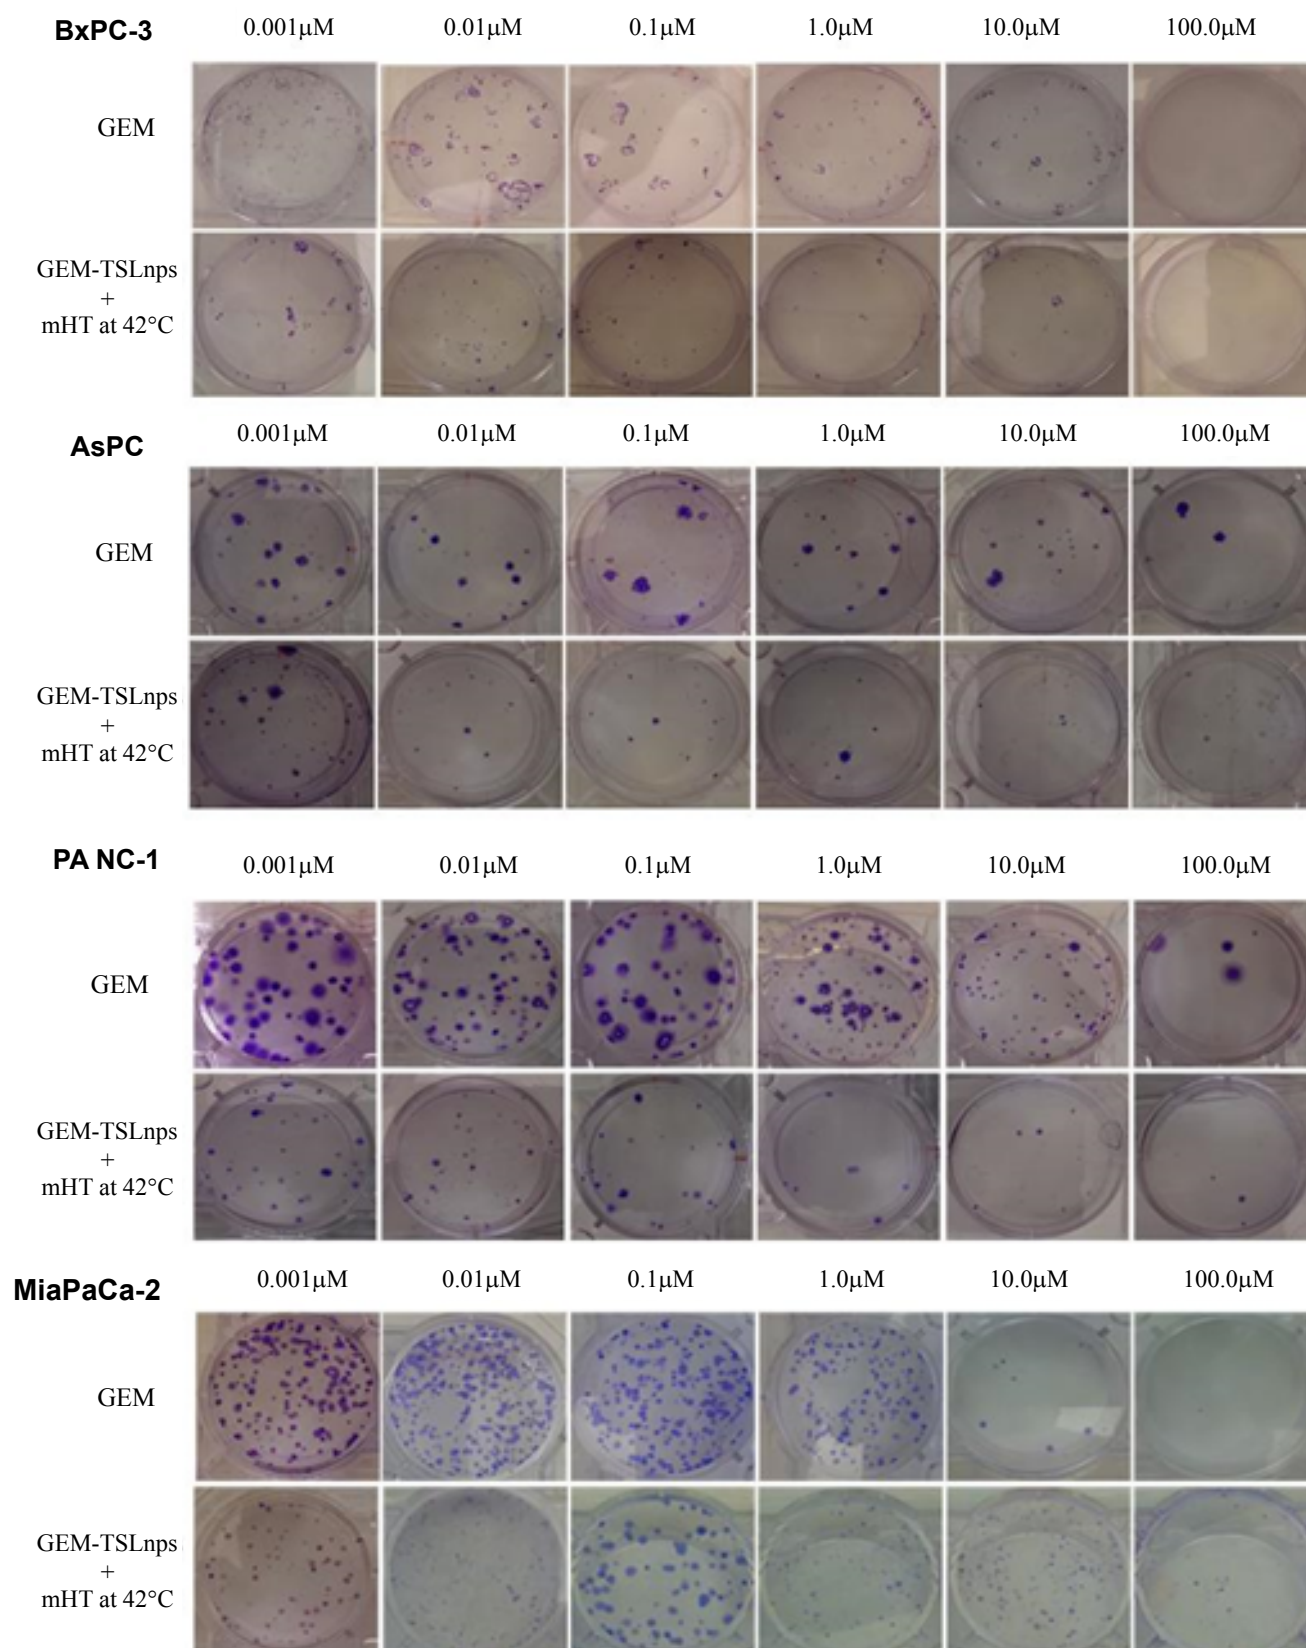 BxPC-3 0.001μM 0.01μM 0.1μM 1.0μM 10.0μM 100.0μM
GEM
GEM-TSLnps
+
mHT at 42°C
AsPC 0.001μM 0.01μM 0.1μM 1.0μM 10.0μM 100.0μM
GEM
GEM-TSLnps
+
mHT at 42°C
PA NC-1 0.001μM 0.01μM 0.1μM 1.0μM 10.0μM 100.0μM
GEM
GEM-TSLnps
+
mHT at 42°C
MiaPaCa-2 0.001μM 0.01μM 0.1μM 1.0μM 10.0μM 100.0μM
GEM
GEM-TSLnps
+
mHT at 42°C